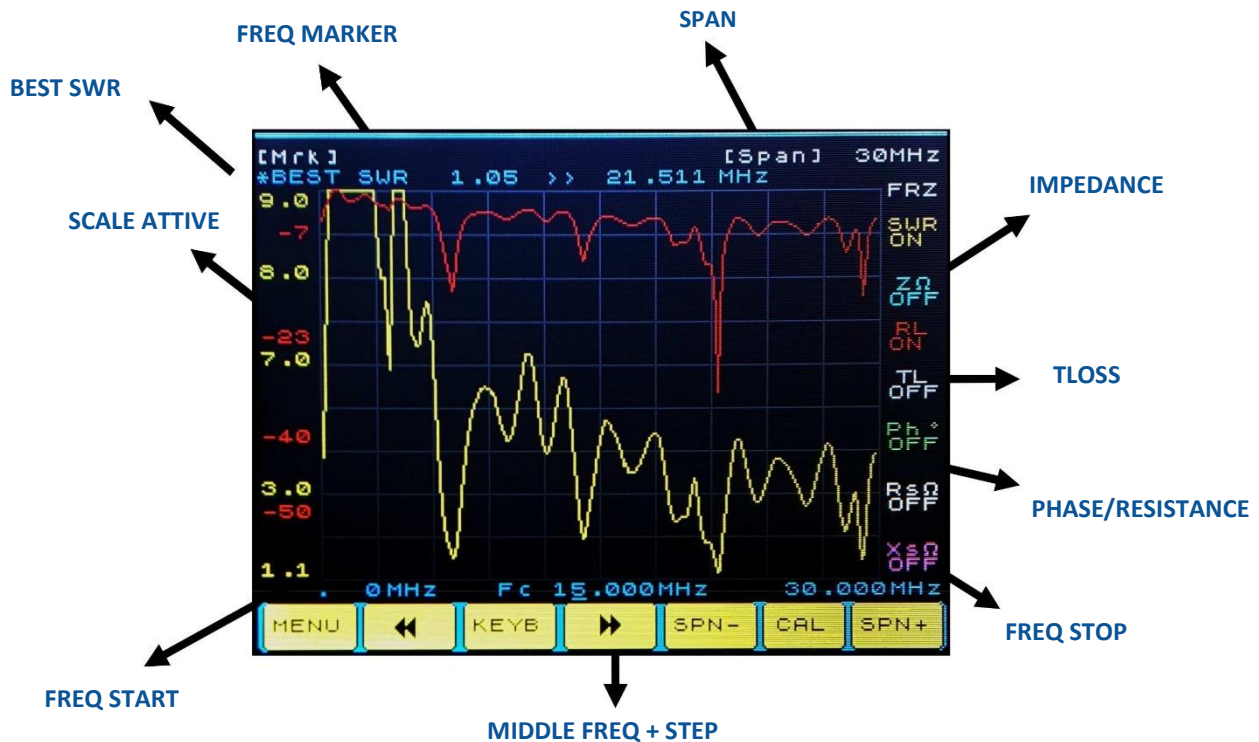 SPAN
FREQ MARKER
BEST SWR
[Mrk] [Span] 30MHz
*BEST SWR 1.05 >> 21.511 MHz
FRZ
IMPEDANCE
9.0
SCALE ATTIVE
-7
SWR
ON
8.0
ZΩ
OFF
-23
RL
ON
7.0
TL
OFF
TLOSS
-40
Ph °
OFF
3.0
RsΩ
OFF
-50
PHASE/RESISTANCE
XsΩ
OFF
1.1
. 0MHz Fc 15.000MHz 30.000MHz
MENU KEYB SPN- CAL SPN+
FREQ STOP
FREQ START
MIDDLE FREQ + STEP